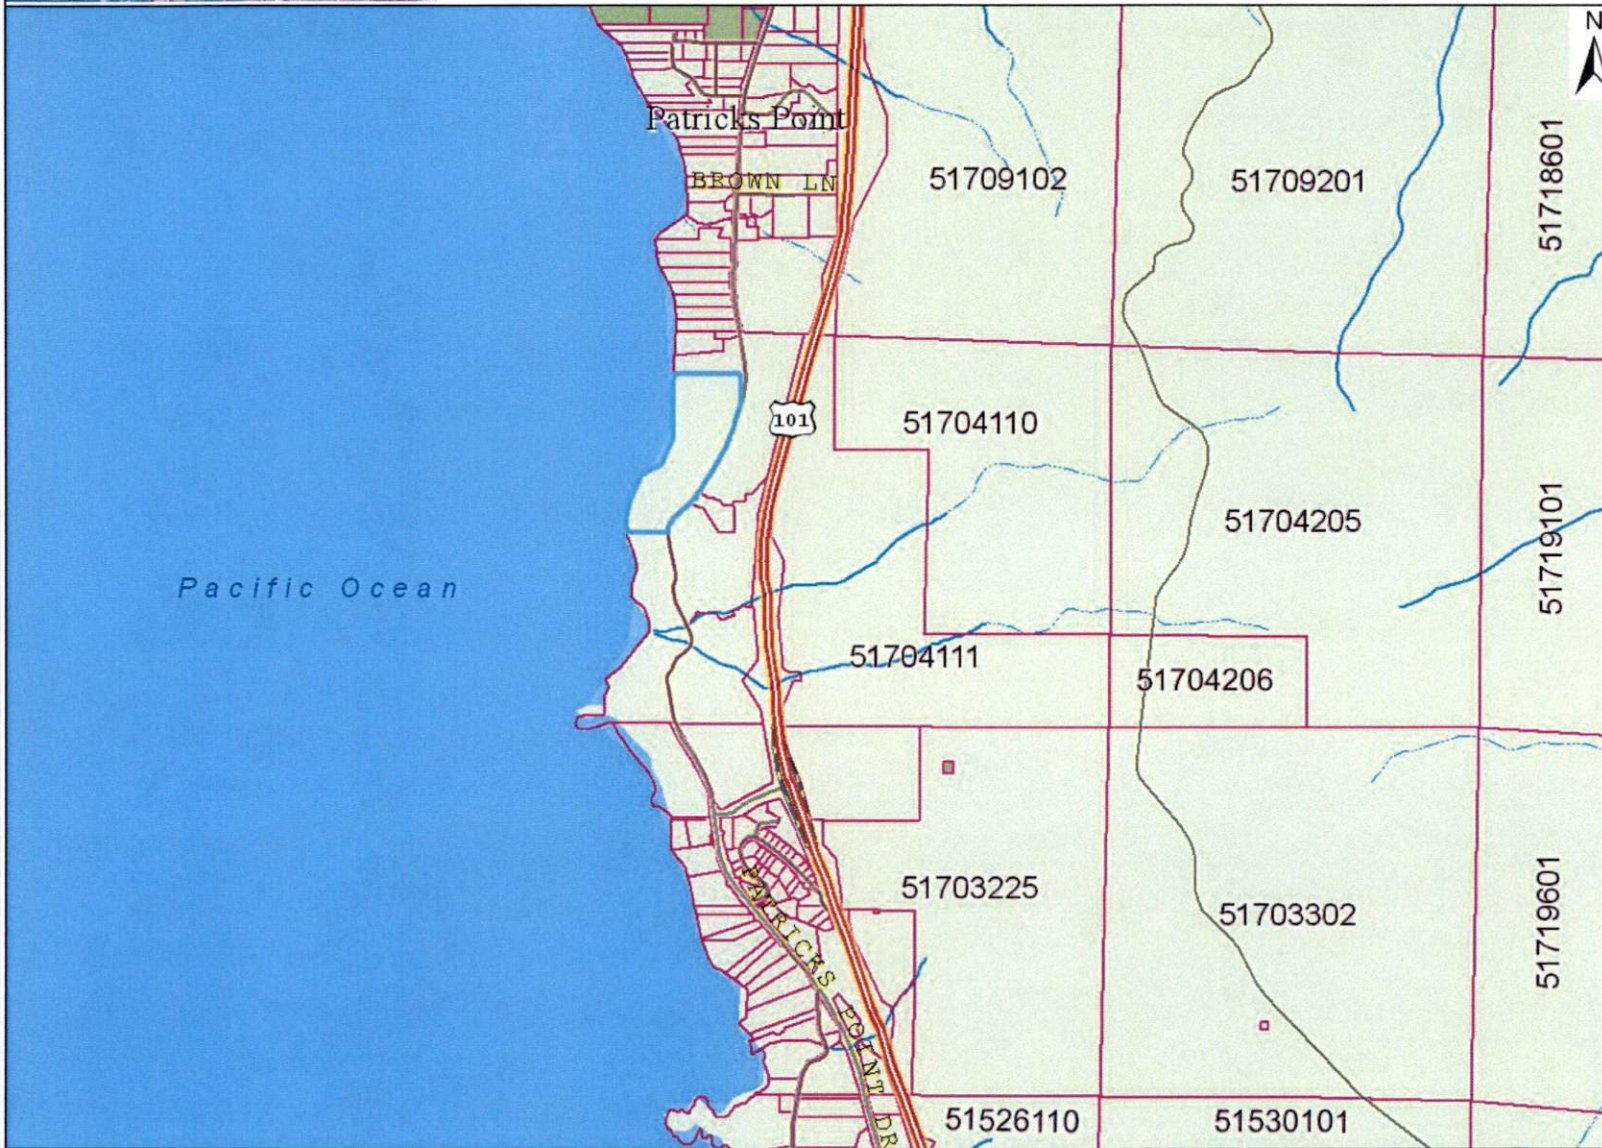 N
Patricks Point
BROWN LN
51709102
51709201
51718601
101
51704110
51704205
51719101
Pacific Ocean
51704111
51704206
51703225
51703302
51719601
PATRICKS POINT DR
51526110
51530101